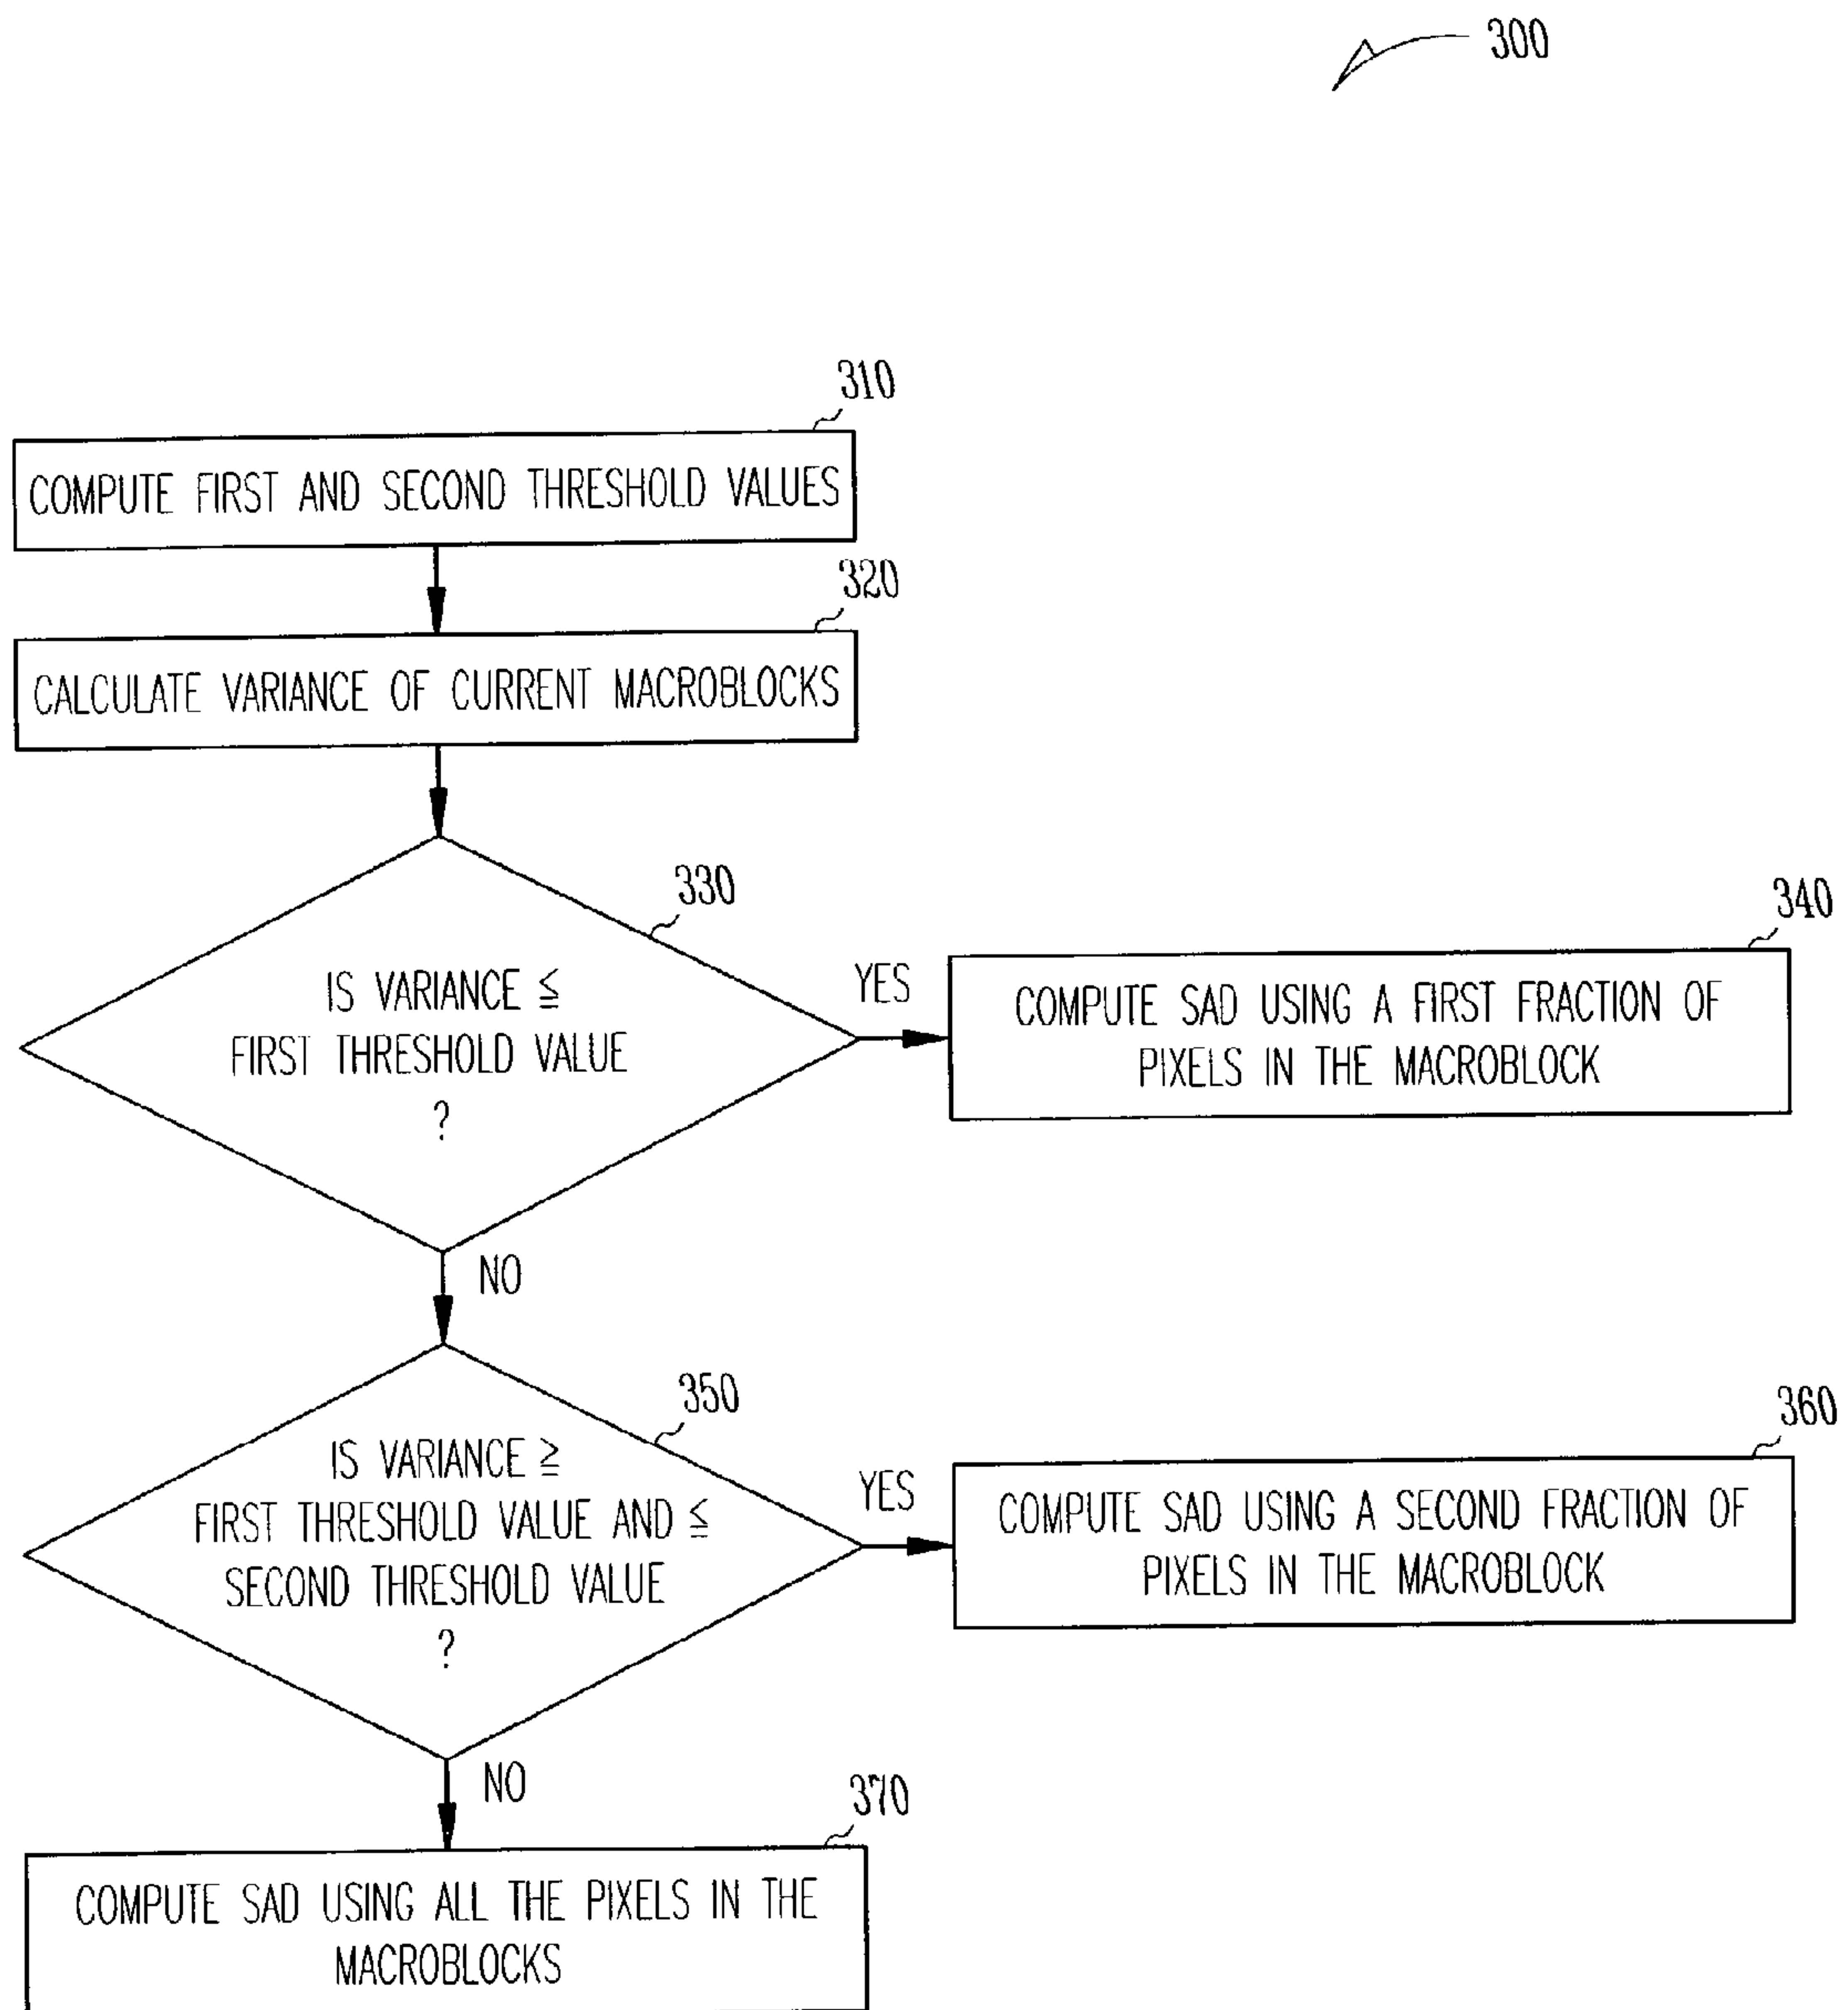 300
310
COMPUTE FIRST AND SECOND THRESHOLD VALUES
320
CALCULATE VARIANCE OF CURRENT MACROBLOCKS
330
IS VARIANCE ≦
FIRST THRESHOLD VALUE
?
YES
340
COMPUTE SAD USING A FIRST FRACTION OF
PIXELS IN THE MACROBLOCK
NO
350
IS VARIANCE ≧
FIRST THRESHOLD VALUE AND ≦
SECOND THRESHOLD VALUE
?
YES
360
COMPUTE SAD USING A SECOND FRACTION OF
PIXELS IN THE MACROBLOCK
NO
370
COMPUTE SAD USING ALL THE PIXELS IN THE
MACROBLOCKS